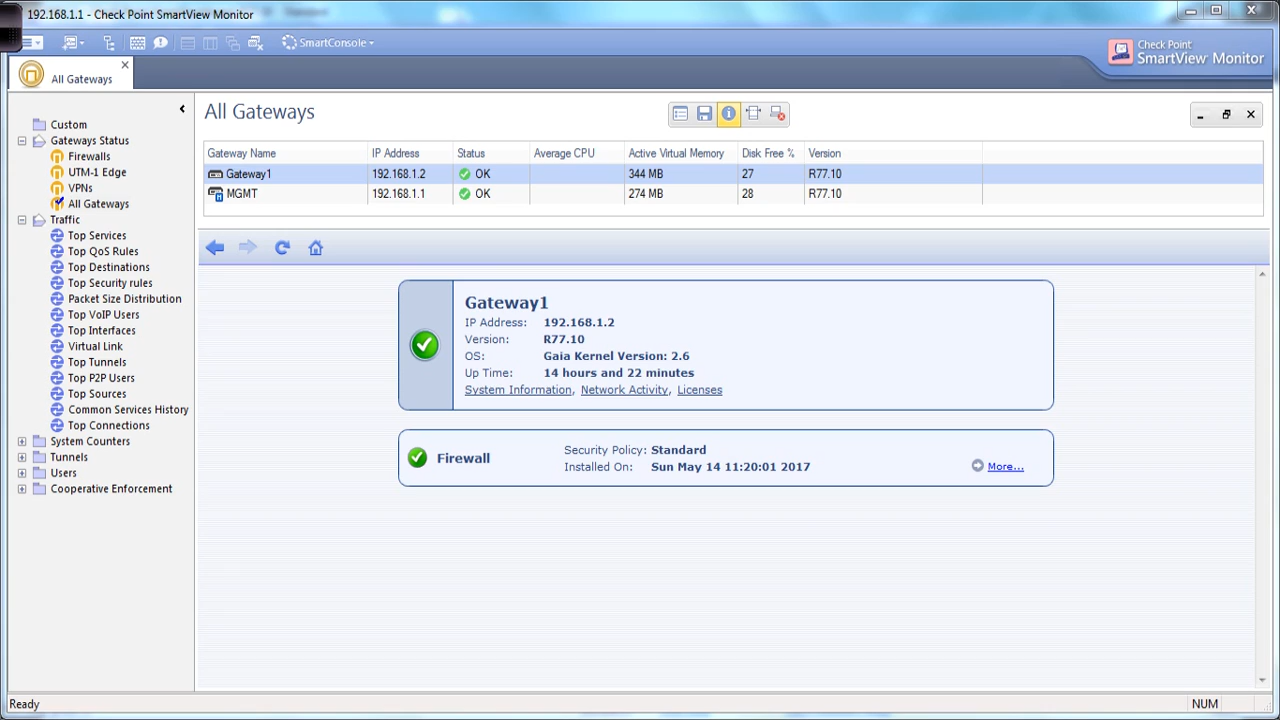 192.168.1.1 - Check Point SmartView Monitor
SmartConsole
Check Point
SmartView Monitor
All Gateways
Custom
Gateways Status
Firewalls
UTM-1 Edge
VPNs
All Gateways
Traffic
Top Services
Top QoS Rules
Top Destinations
Top Security rules
Packet Size Distribution
Top VoIP Users
Top Interfaces
Virtual Link
Top Tunnels
Top P2P Users
Top Sources
Common Services History
Top Connections
System Counters
Tunnels
Users
Cooperative Enforcement
All Gateways
Gateway Name IP Address Status Average CPU Active Virtual Memory Disk Free % Version
Gateway1 192.168.1.2 OK 344 MB 27 R77.10
MGMT 192.168.1.1 OK 274 MB 28 R77.10
Gateway1
IP Address: 192.168.1.2
Version: R77.10
OS: Gaia Kernel Version: 2.6
Up Time: 14 hours and 22 minutes
System Information, Network Activity, Licenses
Firewall
Security Policy: Standard
Installed On: Sun May 14 11:20:01 2017
More...
Ready
NUM